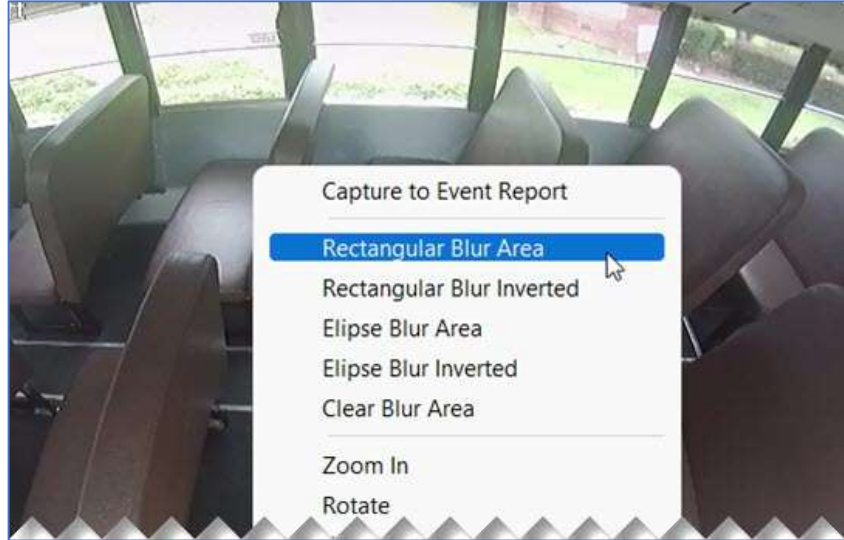 Capture to Event Report
Rectangular Blur Area
Rectangular Blur Inverted
Elipse Blur Area
Elipse Blur Inverted
Clear Blur Area
Zoom In
Rotate